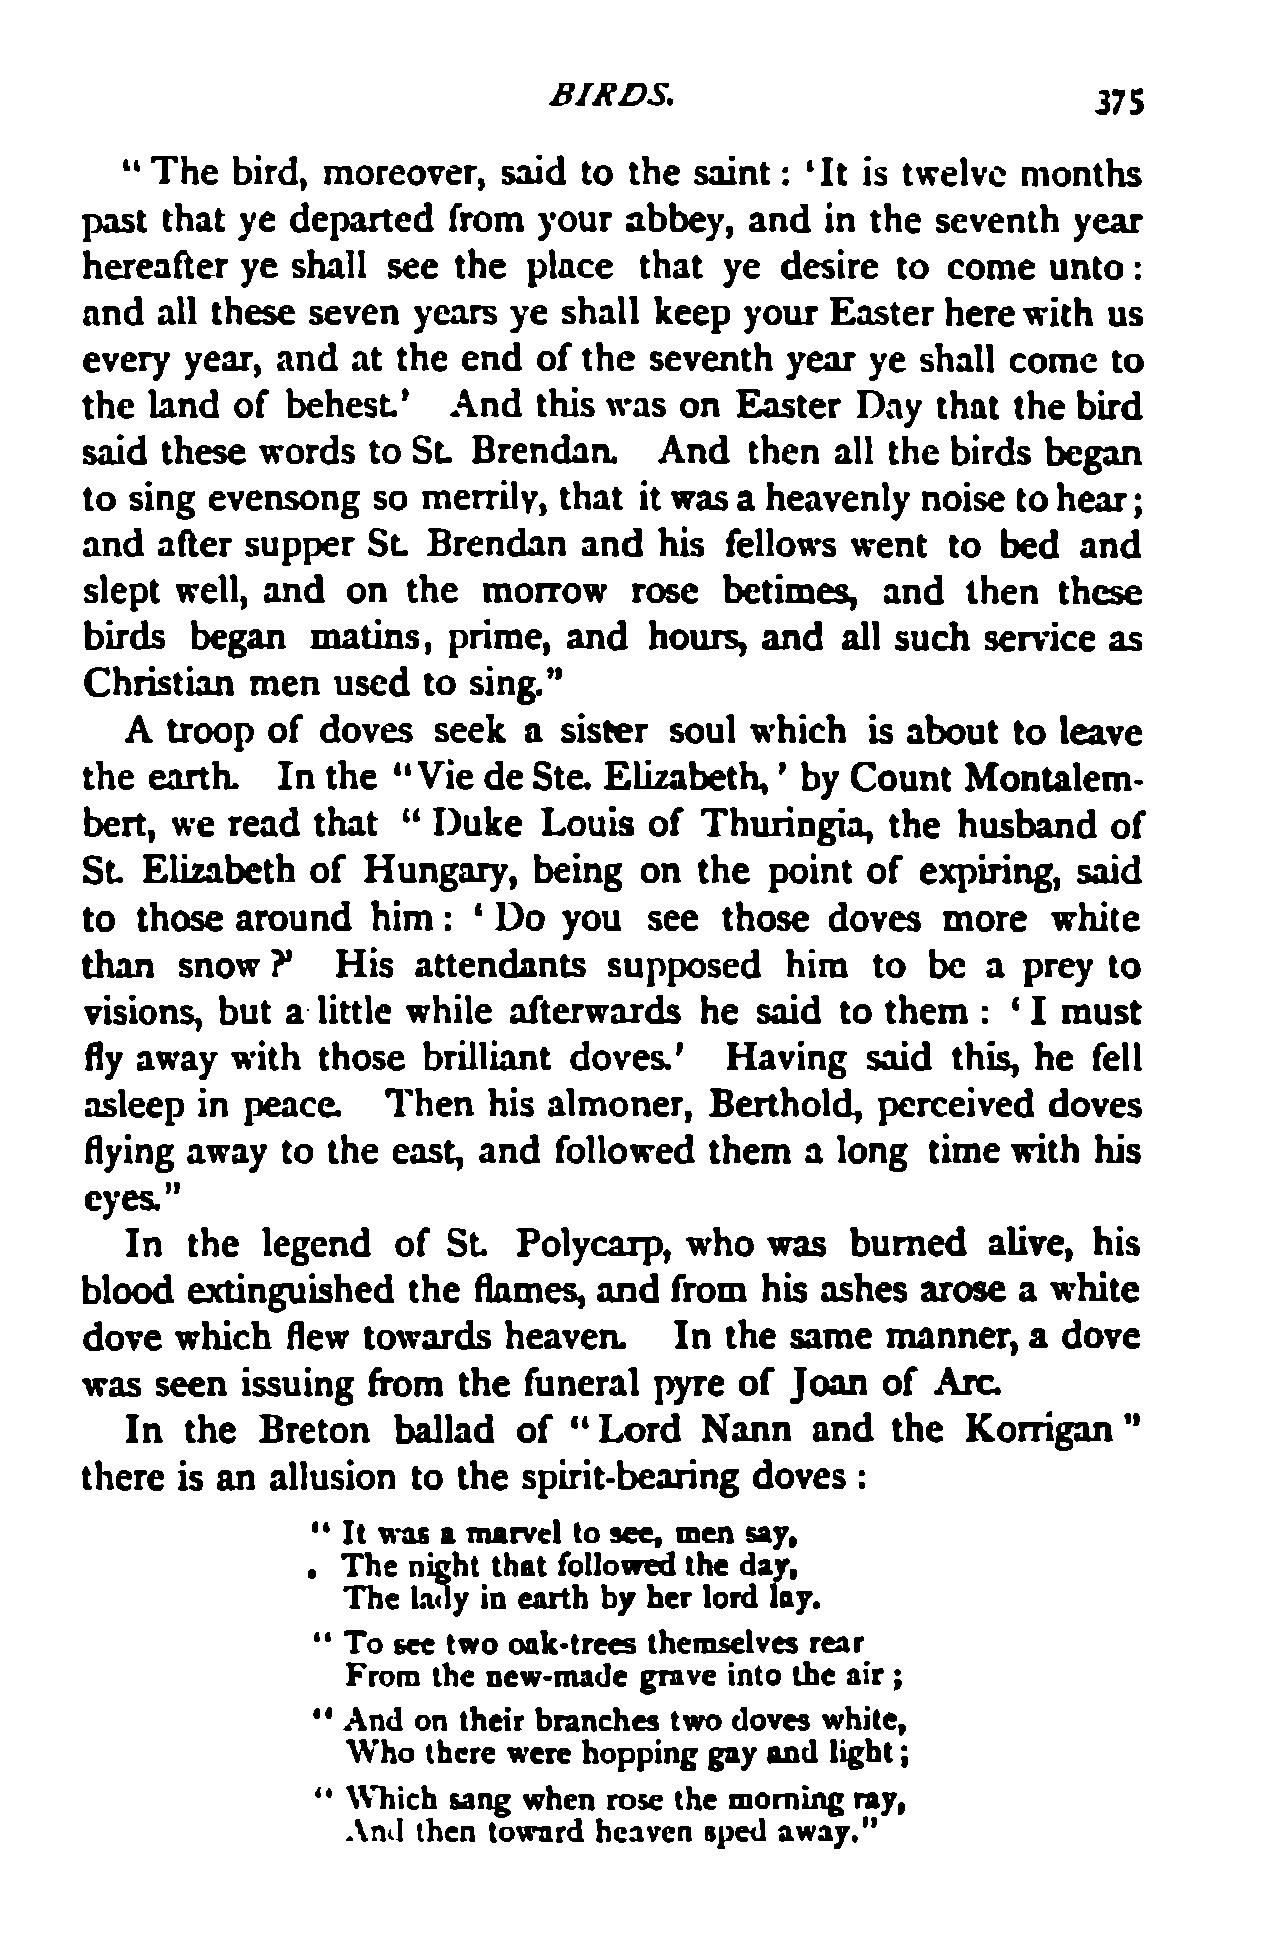 BIRDS. 375
“ The bird, moreover, said to the saint : ‘It is twelve months
past that ye departed from your abbey, and in the seventh year
hereafter ye shall see the place that ye desire to come unto :
and all these seven years ye shall keep your Easter here with us
every year, and at the end of the seventh year ye shall come to
the land of behest.’ And this was on Easter Day that the bird
said these words to St. Brendan. And then all the birds began
to sing evensong so merrily, that it was a heavenly noise to hear;
and after supper St. Brendan and his fellows went to bed and
slept well, and on the morrow rose betimes, and then these
birds began matins, prime, and hours, and all such service as
Christian men used to sing.”
A troop of doves seek a sister soul which is about to leave
the earth. In the “Vie de Ste. Elizabeth,’ by Count Montalem-
bert, we read that “ Duke Louis of Thuringia, the husband of
St. Elizabeth of Hungary, being on the point of expiring, said
to those around him : ‘ Do you see those doves more white
than snow ?’ His attendants supposed him to be a prey to
visions, but a little while afterwards he said to them : ‘ I must
fly away with those brilliant doves.’ Having said this, he fell
asleep in peace. Then his almoner, Berthold, perceived doves
flying away to the east, and followed them a long time with his
eyes.”
In the legend of St. Polycarp, who was burned alive, his
blood extinguished the flames, and from his ashes arose a white
dove which flew towards heaven. In the same manner, a dove
was seen issuing from the funeral pyre of Joan of Arc.
In the Breton ballad of “ Lord Nann and the Korrigan ”
there is an allusion to the spirit-bearing doves :
“ It was a marvel to see, men say,
The night that followed the day,
The lady in earth by her lord lay.
“ To see two oak-trees themselves rear
From the new-made grave into the air ;
“ And on their branches two doves white,
Who there were hopping gay and light ;
“ Which sang when rose the morning ray,
And then toward heaven sped away.”